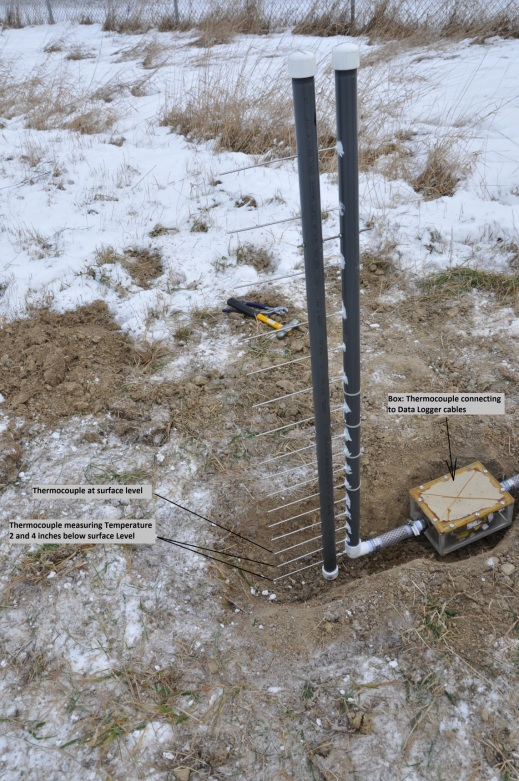 Box: Thermocouple connecting
to Data Logger cables
Thermocouple at surface level
Thermocouple measuring Temperature
2 and 4 inches below surface Level